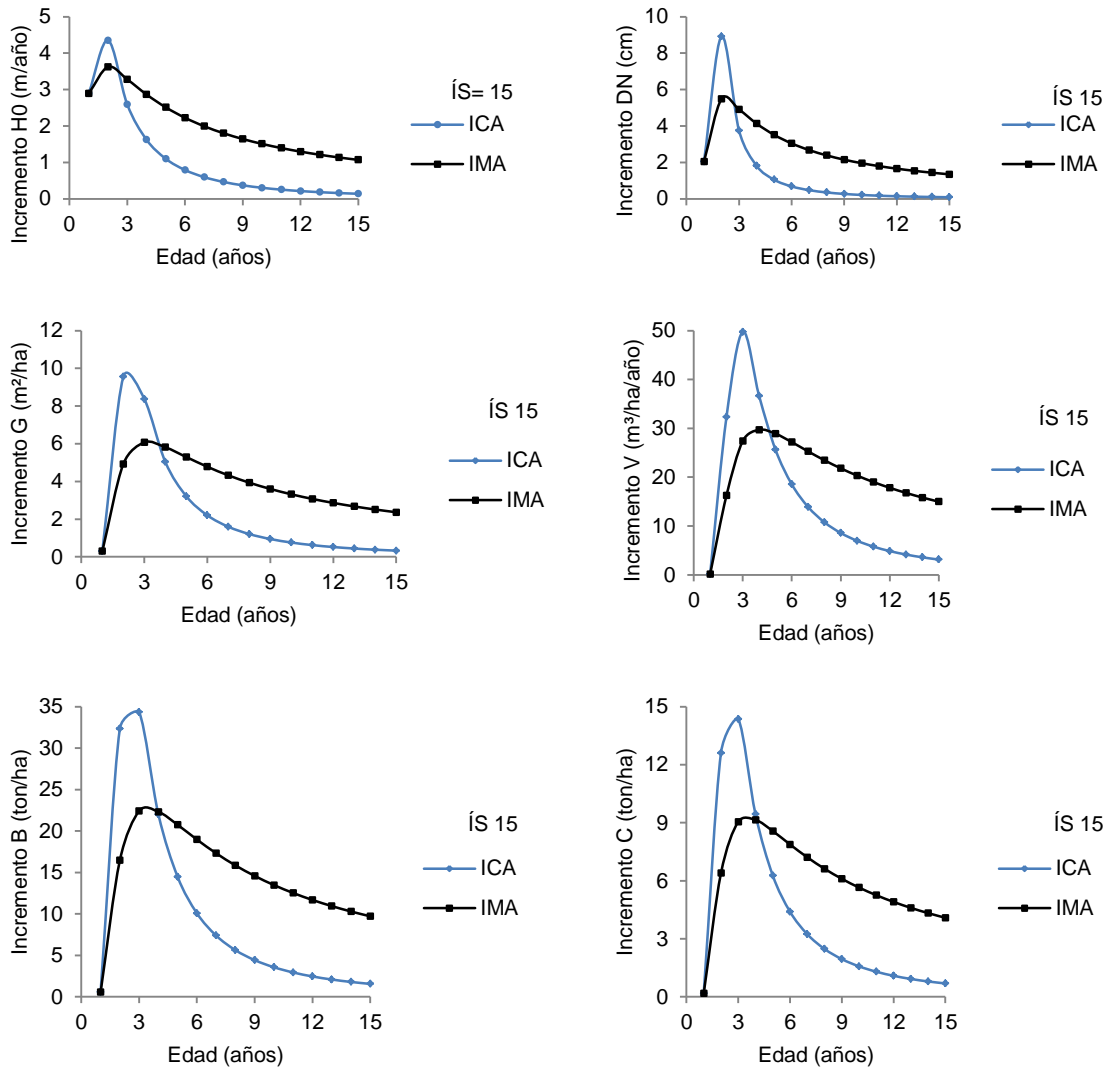 Incremento H0 (m/año)
5
4
3
2
1
0
0 3 6 9 12 15
Edad (años)
ÍS= 15
ICA
IMA
Incremento DN (cm)
10
8
6
4
2
0
0 3 6 9 12 15
Edad (años)
ÍS 15
ICA
IMA
Incremento G (m²/ha)
12
10
8
6
4
2
0
0 3 6 9 12 15
Edad (años)
ÍS 15
ICA
IMA
Incremento V (m³/ha/año)
50
40
30
20
10
0
0 3 6 9 12 15
Edad (años)
ÍS 15
ICA
IMA
Incremento B (ton/ha)
35
30
25
20
15
10
5
0
0 3 6 9 12 15
Edad (años)
ÍS 15
ICA
IMA
Incremento C (ton/ha)
15
12
9
6
3
0
0 3 6 9 12 15
Edad (años)
ÍS 15
ICA
IMA